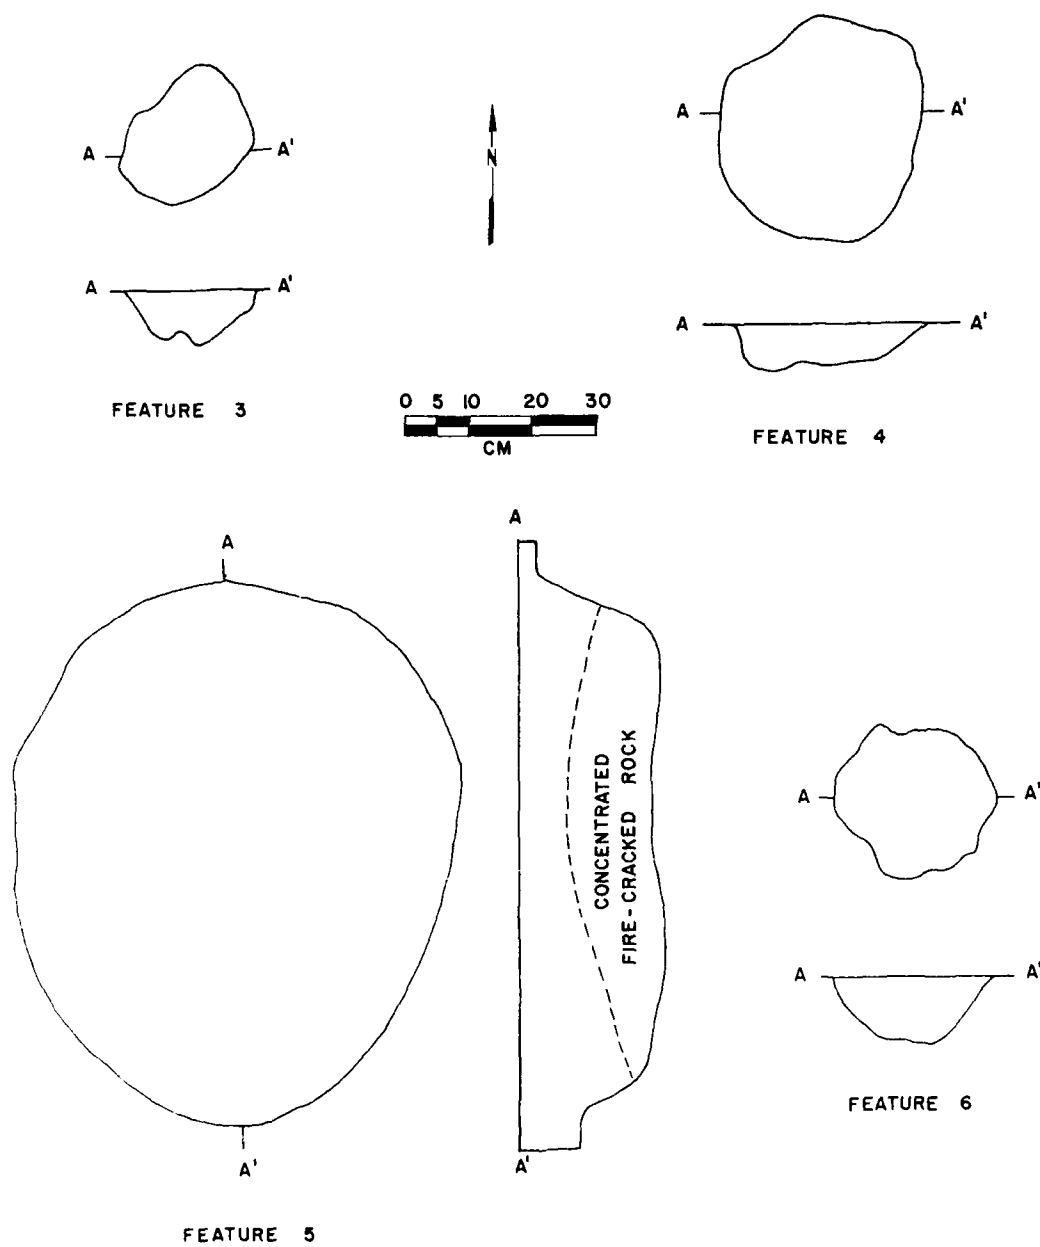 A A'
A A'
FEATURE 3
N
A A'
A A'
FEATURE 4
0 5 10 20 30
CM
A
A'
A
A'
CONCENTRATED
FIRE-CRACKED ROCK
FEATURE 5
A A'
A A'
FEATURE 6